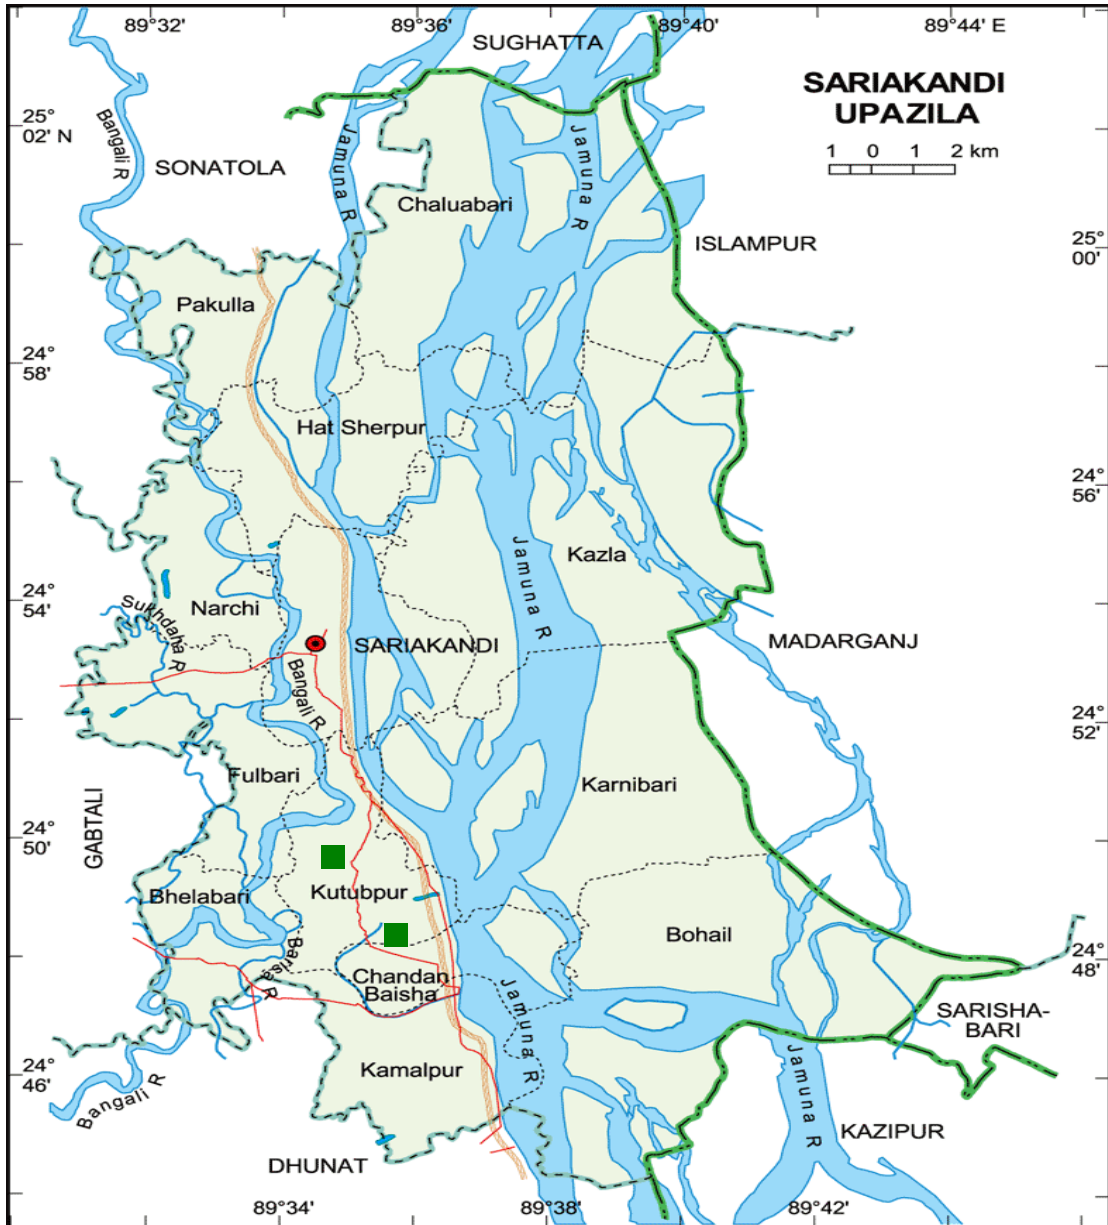 89°32'
89°36'
89°40'
89°44' E
SUGHATTA
SARIAKANDI
UPAZILA
1 0 1 2 km
25°
02' N
Bangali R
SONATOLA
Jamuna R
Jamuna R
Chaluabari
ISLAMPUR
25°
00'
Pakulla
24°
58'
Hat Sherpur
24°
56'
Kazla
Jamuna R
24°
54'
Narchi
Sukhdaha R
SARIAKANDI
MADARGANJ
Bangali R
24°
52'
Fulbari
Karnibari
GABTALI
24°
50'
Bhelabari
Kutubpur
Bohail
24°
48'
Barisa R
Chandan
Baisha
Jamuna R
SARISHA-
BARI
24°
46'
Kamalpur
Bangali R
Jamuna R
KAZIPUR
DHUNAT
89°34'
89°38'
89°42'